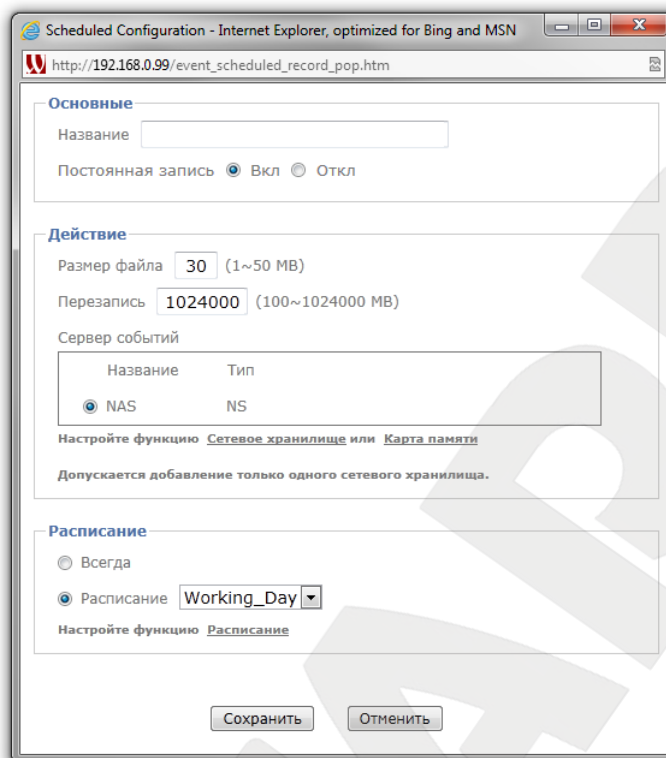 Scheduled Configuration - Internet Explorer, optimized for Bing and MSN
http://192.168.0.99/event_scheduled_record_pop.htm
Основные
Название
Постоянная запись Вкл Откл
Действие
Размер файла 30 (1~50 MB)
Перезапись 1024000 (100~1024000 MB)
Сервер событий
Название Тип
NAS NS
Настройте функцию Сетевое хранилище или Карта памяти
Допускается добавление только одного сетевого хранилища.
Расписание
Всегда
Расписание Working_Day
Настройте функцию Расписание
Сохранить Отменить